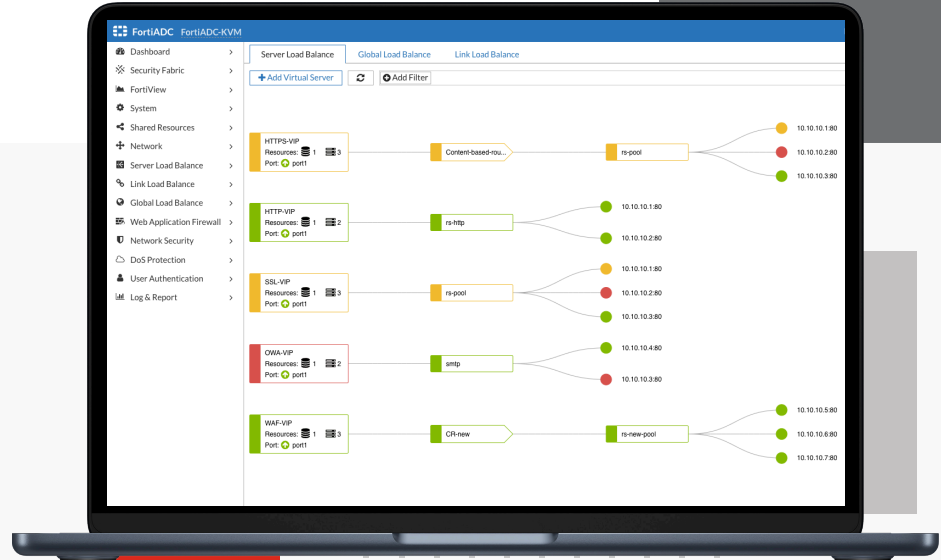 FortiADC FortiADC-KVM
Dashboard
Security Fabric
FortiView
System
Shared Resources
Network
Server Load Balance
Link Load Balance
Global Load Balance
Web Application Firewall
Network Security
DoS Protection
User Authentication
Log & Report
Server Load Balance Global Load Balance Link Load Balance
Add Virtual Server Add Filter
HTTPS-VIP
Resources: 1 3
Port: port1
Content-based-rou...
rs-pool
10.10.10.1:80
10.10.10.2:80
10.10.10.3:80
HTTP-VIP
Resources: 1 2
Port: port1
rs-http
10.10.10.1:80
10.10.10.2:80
SSL-VIP
Resources: 1 3
Port: port1
rs-pool
10.10.10.1:80
10.10.10.2:80
10.10.10.3:80
OWA-VIP
Resources: 1 2
Port: port1
smtp
10.10.10.4:80
10.10.10.3:80
WAF-VIP
Resources: 1 3
Port: port1
CR-new
rs-new-pool
10.10.10.5:80
10.10.10.6:80
10.10.10.7:80